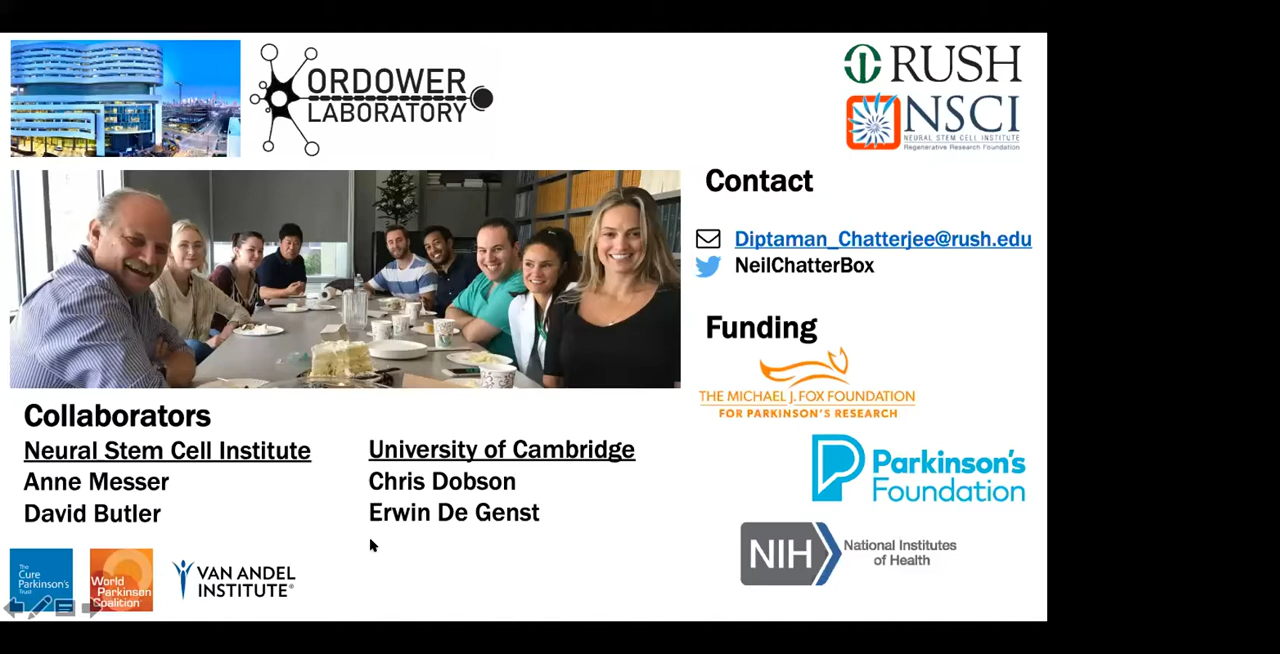 ORDOWER
LABORATORY
RUSH
NSCI
NEURAL STEM CELL INSTITUTE
Regenerative Research Foundation
Contact
Diptaman_Chatterjee@rush.edu
NeilChatterBox
Funding
THE MICHAEL J. FOX FOUNDATION
FOR PARKINSON'S RESEARCH
Parkinson's
Foundation
NIH
National Institutes
of Health
Collaborators
Neural Stem Cell Institute
Anne Messer
David Butler
University of Cambridge
Chris Dobson
Erwin De Genst
The
Cure
Parkinson's
Trust
World
Parkinson
Coalition
VAN ANDEL
INSTITUTE®